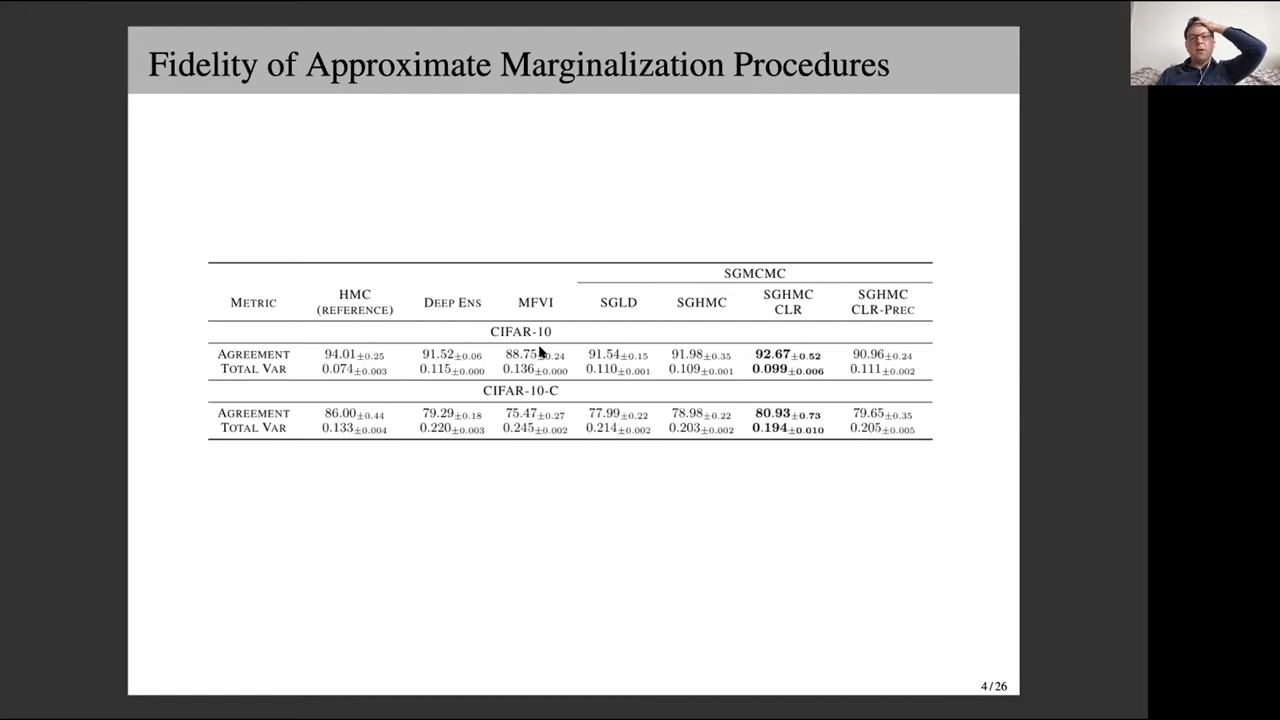 Fidelity of Approximate Marginalization Procedures
SGMCMC
METRIC HMC (REFERENCE) DEEP ENS MFVI SGLD SGHMC SGHMC CLR SGHMC CLR-PREC
CIFAR-10
AGREEMENT 94.01±0.25 91.52±0.06 88.75±0.24 91.54±0.15 91.98±0.35 92.67±0.52 90.96±0.24
TOTAL VAR 0.074±0.003 0.115±0.000 0.136±0.000 0.110±0.001 0.109±0.001 0.099±0.006 0.111±0.002
CIFAR-10-C
AGREEMENT 86.00±0.44 79.29±0.18 75.47±0.27 77.99±0.22 78.98±0.22 80.93±0.73 79.65±0.35
TOTAL VAR 0.133±0.004 0.220±0.003 0.245±0.002 0.214±0.002 0.203±0.002 0.194±0.010 0.205±0.005
4/26